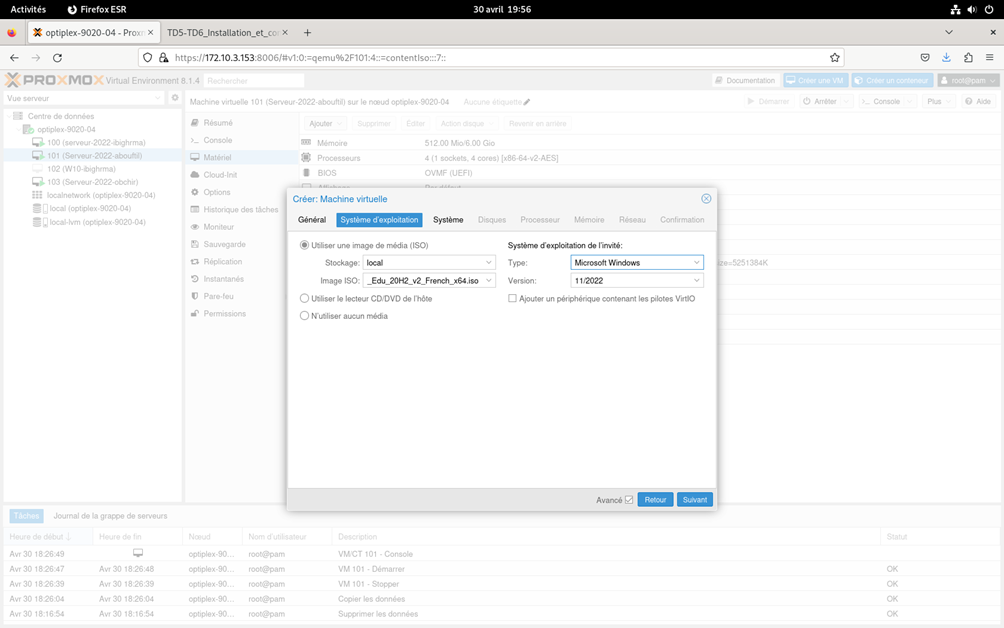 Activités Firefox ESR 30 avril 19:56
optiplex-9020-04 - Proxm TD5-TD6_Installation_et_co
https://172.10.3.153:8006/#v1:0:=qemu%2F101:4::=contentIso:::7::
PROXMOX Virtual Environment 8.1.4 Rechercher Documentation Créer une VM Créer un conteneur root@pam
Vue serveur
Centre de données
optiplex-9020-04
100 (serveur-2022-ibighrma)
101 (Serveur-2022-abouftil)
102 (W10-ibighrma)
103 (Serveur-2022-obchir)
localnetwork (optiplex-9020-04)
local (optiplex-9020-04)
local-lvm (optiplex-9020-04)
Machine virtuelle 101 (Serveur-2022-abouftil) sur le nœud optiplex-9020-04 Aucune étiquette Démarrer Arrêter Console Plus Aide
Résumé
Console
Matériel
Cloud-Init
Options
Historique des tâches
Moniteur
Sauvegarde
Réplication
Instantanés
Pare-feu
Permissions
Ajouter Supprimer Éditer Action disque Revenir en arrière
Mémoire 512.00 Mio/6.00 Gio
Processeurs 4 (1 sockets, 4 cores) [x86-64-v2-AES]
BIOS OVMF (UEFI)
size=5251384K
Créer: Machine virtuelle
Général Système d'exploitation Système Disques Processeur Mémoire Réseau Confirmation
Utiliser une image de média (ISO)
Stockage: local
Image ISO: _Edu_20H2_v2_French_x64.iso
Utiliser le lecteur CD/DVD de l'hôte
N'utiliser aucun média
Système d'exploitation de l'invité:
Type: Microsoft Windows
Version: 11/2022
Ajouter un périphérique contenant les pilotes VirtIO
Avancé Retour Suivant
Tâches Journal de la grappe de serveurs
Heure de début Heure de fin Nœud Nom d'utilisateur Description Statut
Avr 30 18:26:49 optiplex-90... root@pam VM/CT 101 - Console
Avr 30 18:26:47 Avr 30 18:26:48 optiplex-90... root@pam VM 101 - Démarrer OK
Avr 30 18:26:39 Avr 30 18:26:39 optiplex-90... root@pam VM 101 - Stopper OK
Avr 30 18:26:04 Avr 30 18:26:04 optiplex-90... root@pam Copier les données OK
Avr 30 18:16:54 Avr 30 18:16:54 optiplex-90... root@pam Supprimer les données OK